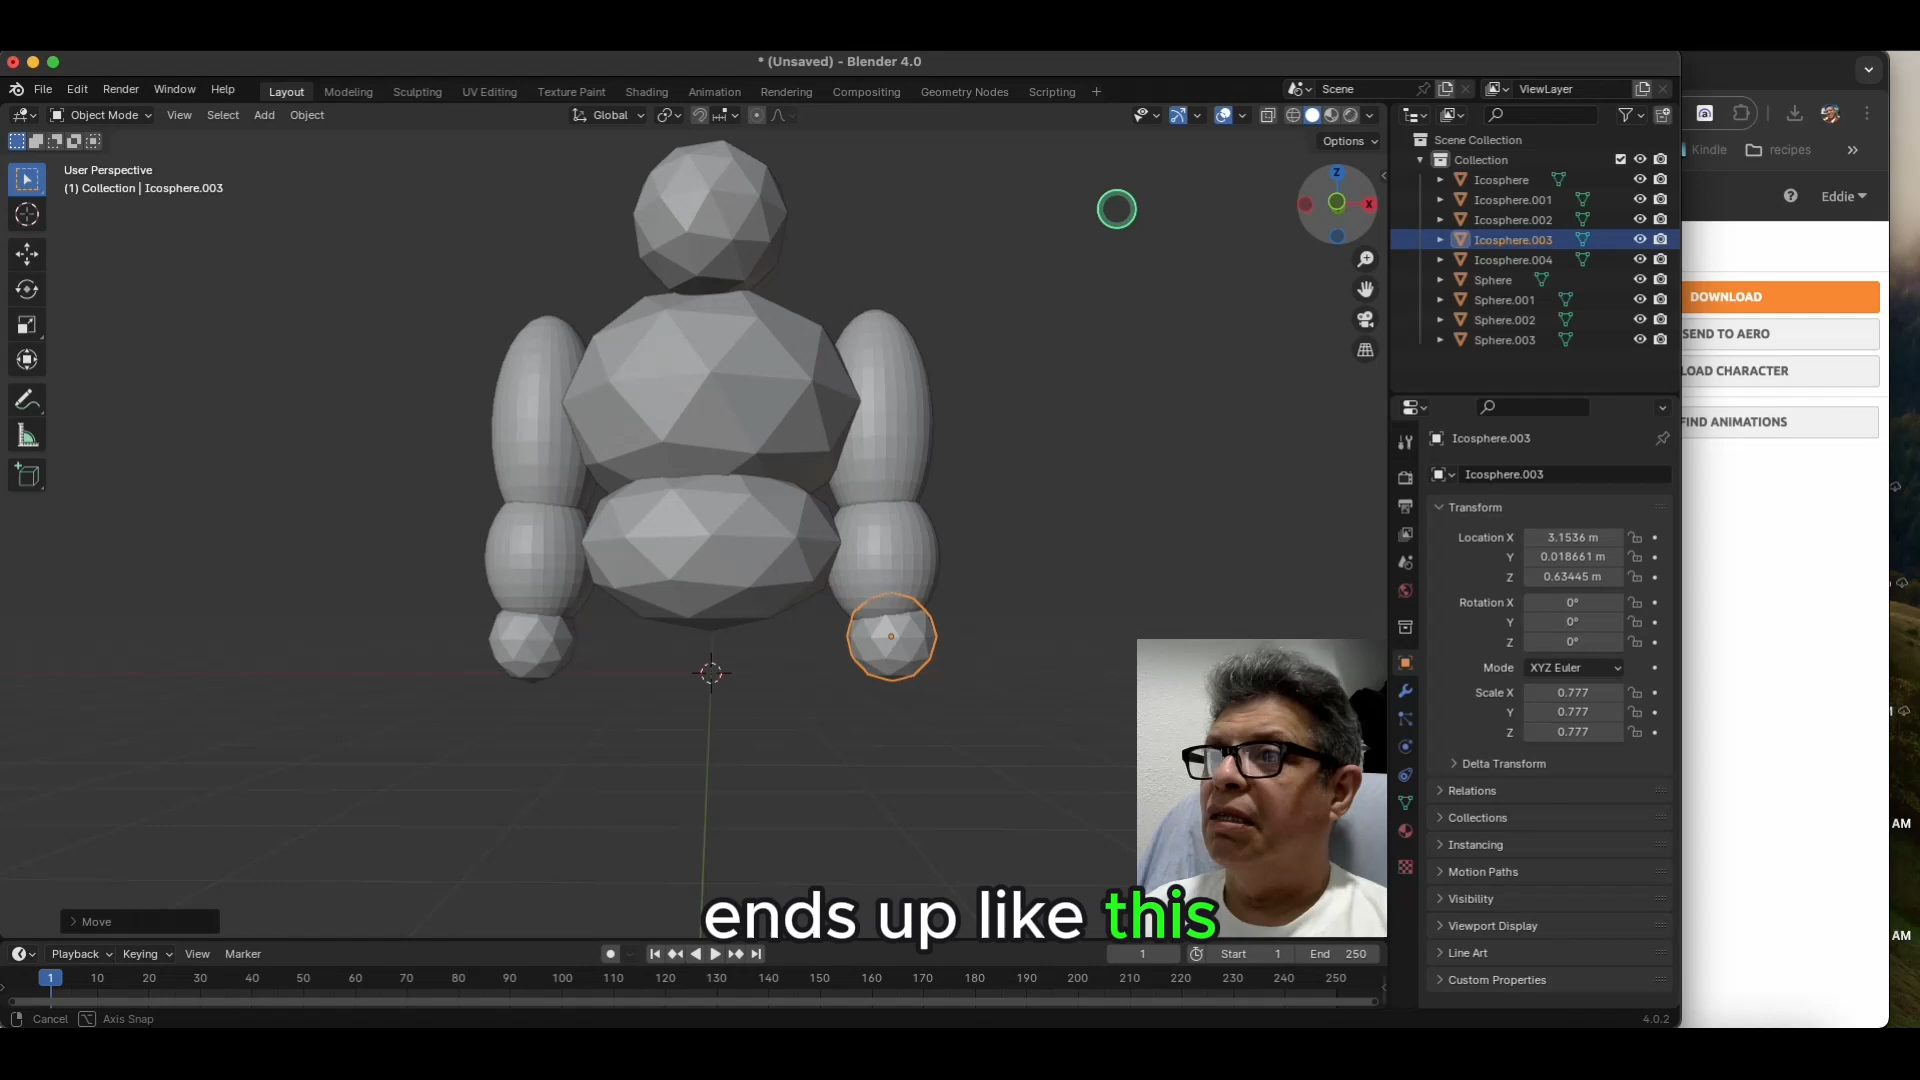 * (Unsaved) - Blender 4.0
File Edit Render Window Help
Layout Modeling Sculpting UV Editing Texture Paint Shading Animation Rendering Compositing Geometry Nodes Scripting
Scene
ViewLayer
Object Mode View Select Add Object
Global
Options
User Perspective
(1) Collection | Icosphere.003
Z
X
Scene Collection
Collection
Icosphere
Icosphere.001
Icosphere.002
Icosphere.003
Icosphere.004
Sphere
Sphere.001
Sphere.002
Sphere.003
Icosphere.003
Icosphere.003
Transform
Location X 3.1536 m
Y 0.018661 m
Z 0.63445 m
Rotation X 0°
Y 0°
Z 0°
Mode XYZ Euler
Scale X 0.777
Y 0.777
Z 0.777
Delta Transform
Relations
Collections
Instancing
Motion Paths
Visibility
Viewport Display
Line Art
Custom Properties
Kindle recipes
Eddie
DOWNLOAD
SEND TO AERO
LOAD CHARACTER
FIND ANIMATIONS
AM
AM
Move
ends up like this
Playback Keying View Marker
1 Start 1 End 250
1 10 20 30 40 50 60 70 80 90 100 110 120 130 140 150 160 170 180 190 200 210 220 230 240 250
Cancel Axis Snap
4.0.2